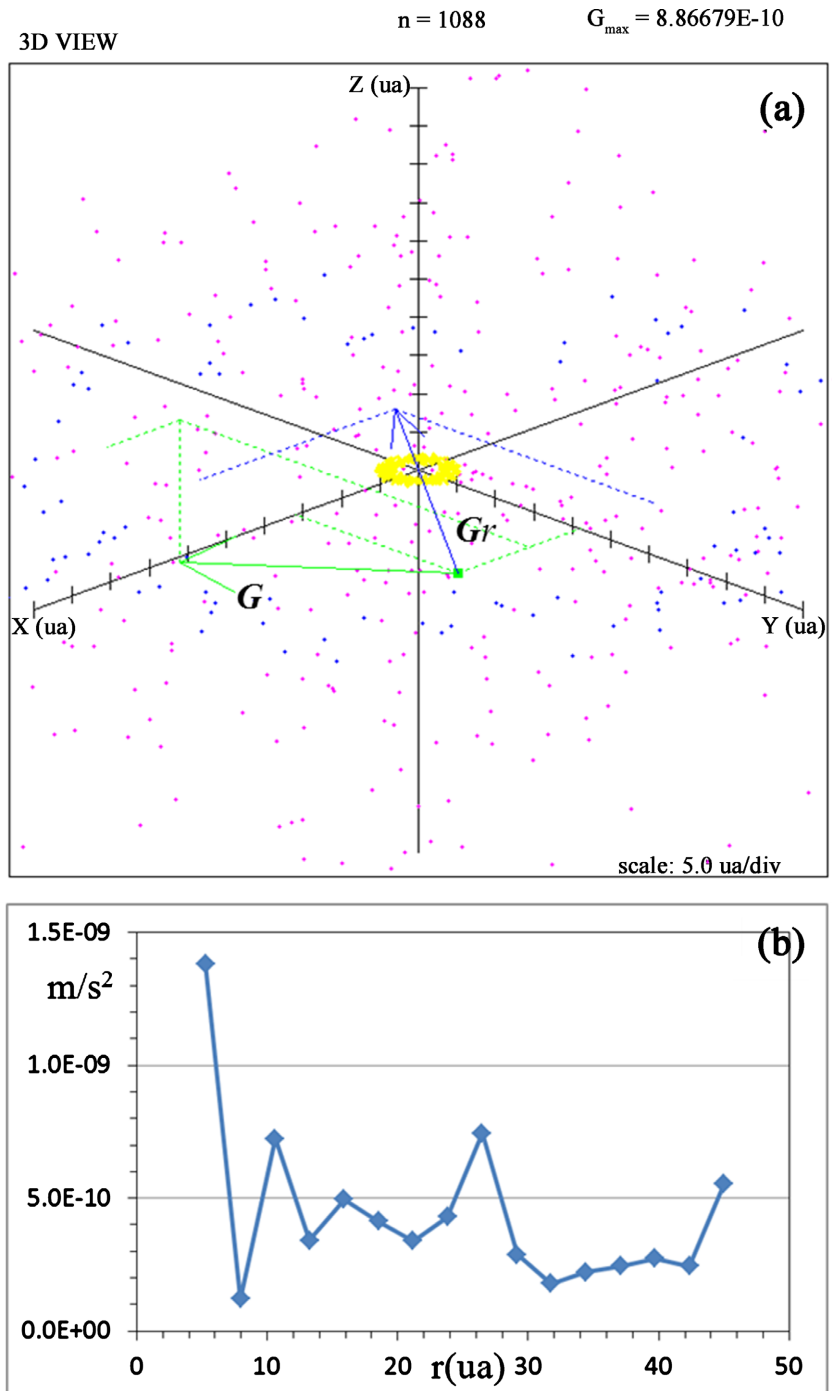 n = 1088
Gmax = 8.86679E-10
3D VIEW
Z (ua)
(a)
Gr
G
X (ua)
Y (ua)
scale: 5.0 ua/div
(b)
1.5E-09
m/s²
1.0E-09
5.0E-10
0.0E+00
0 10 20 r(ua) 30 40 50